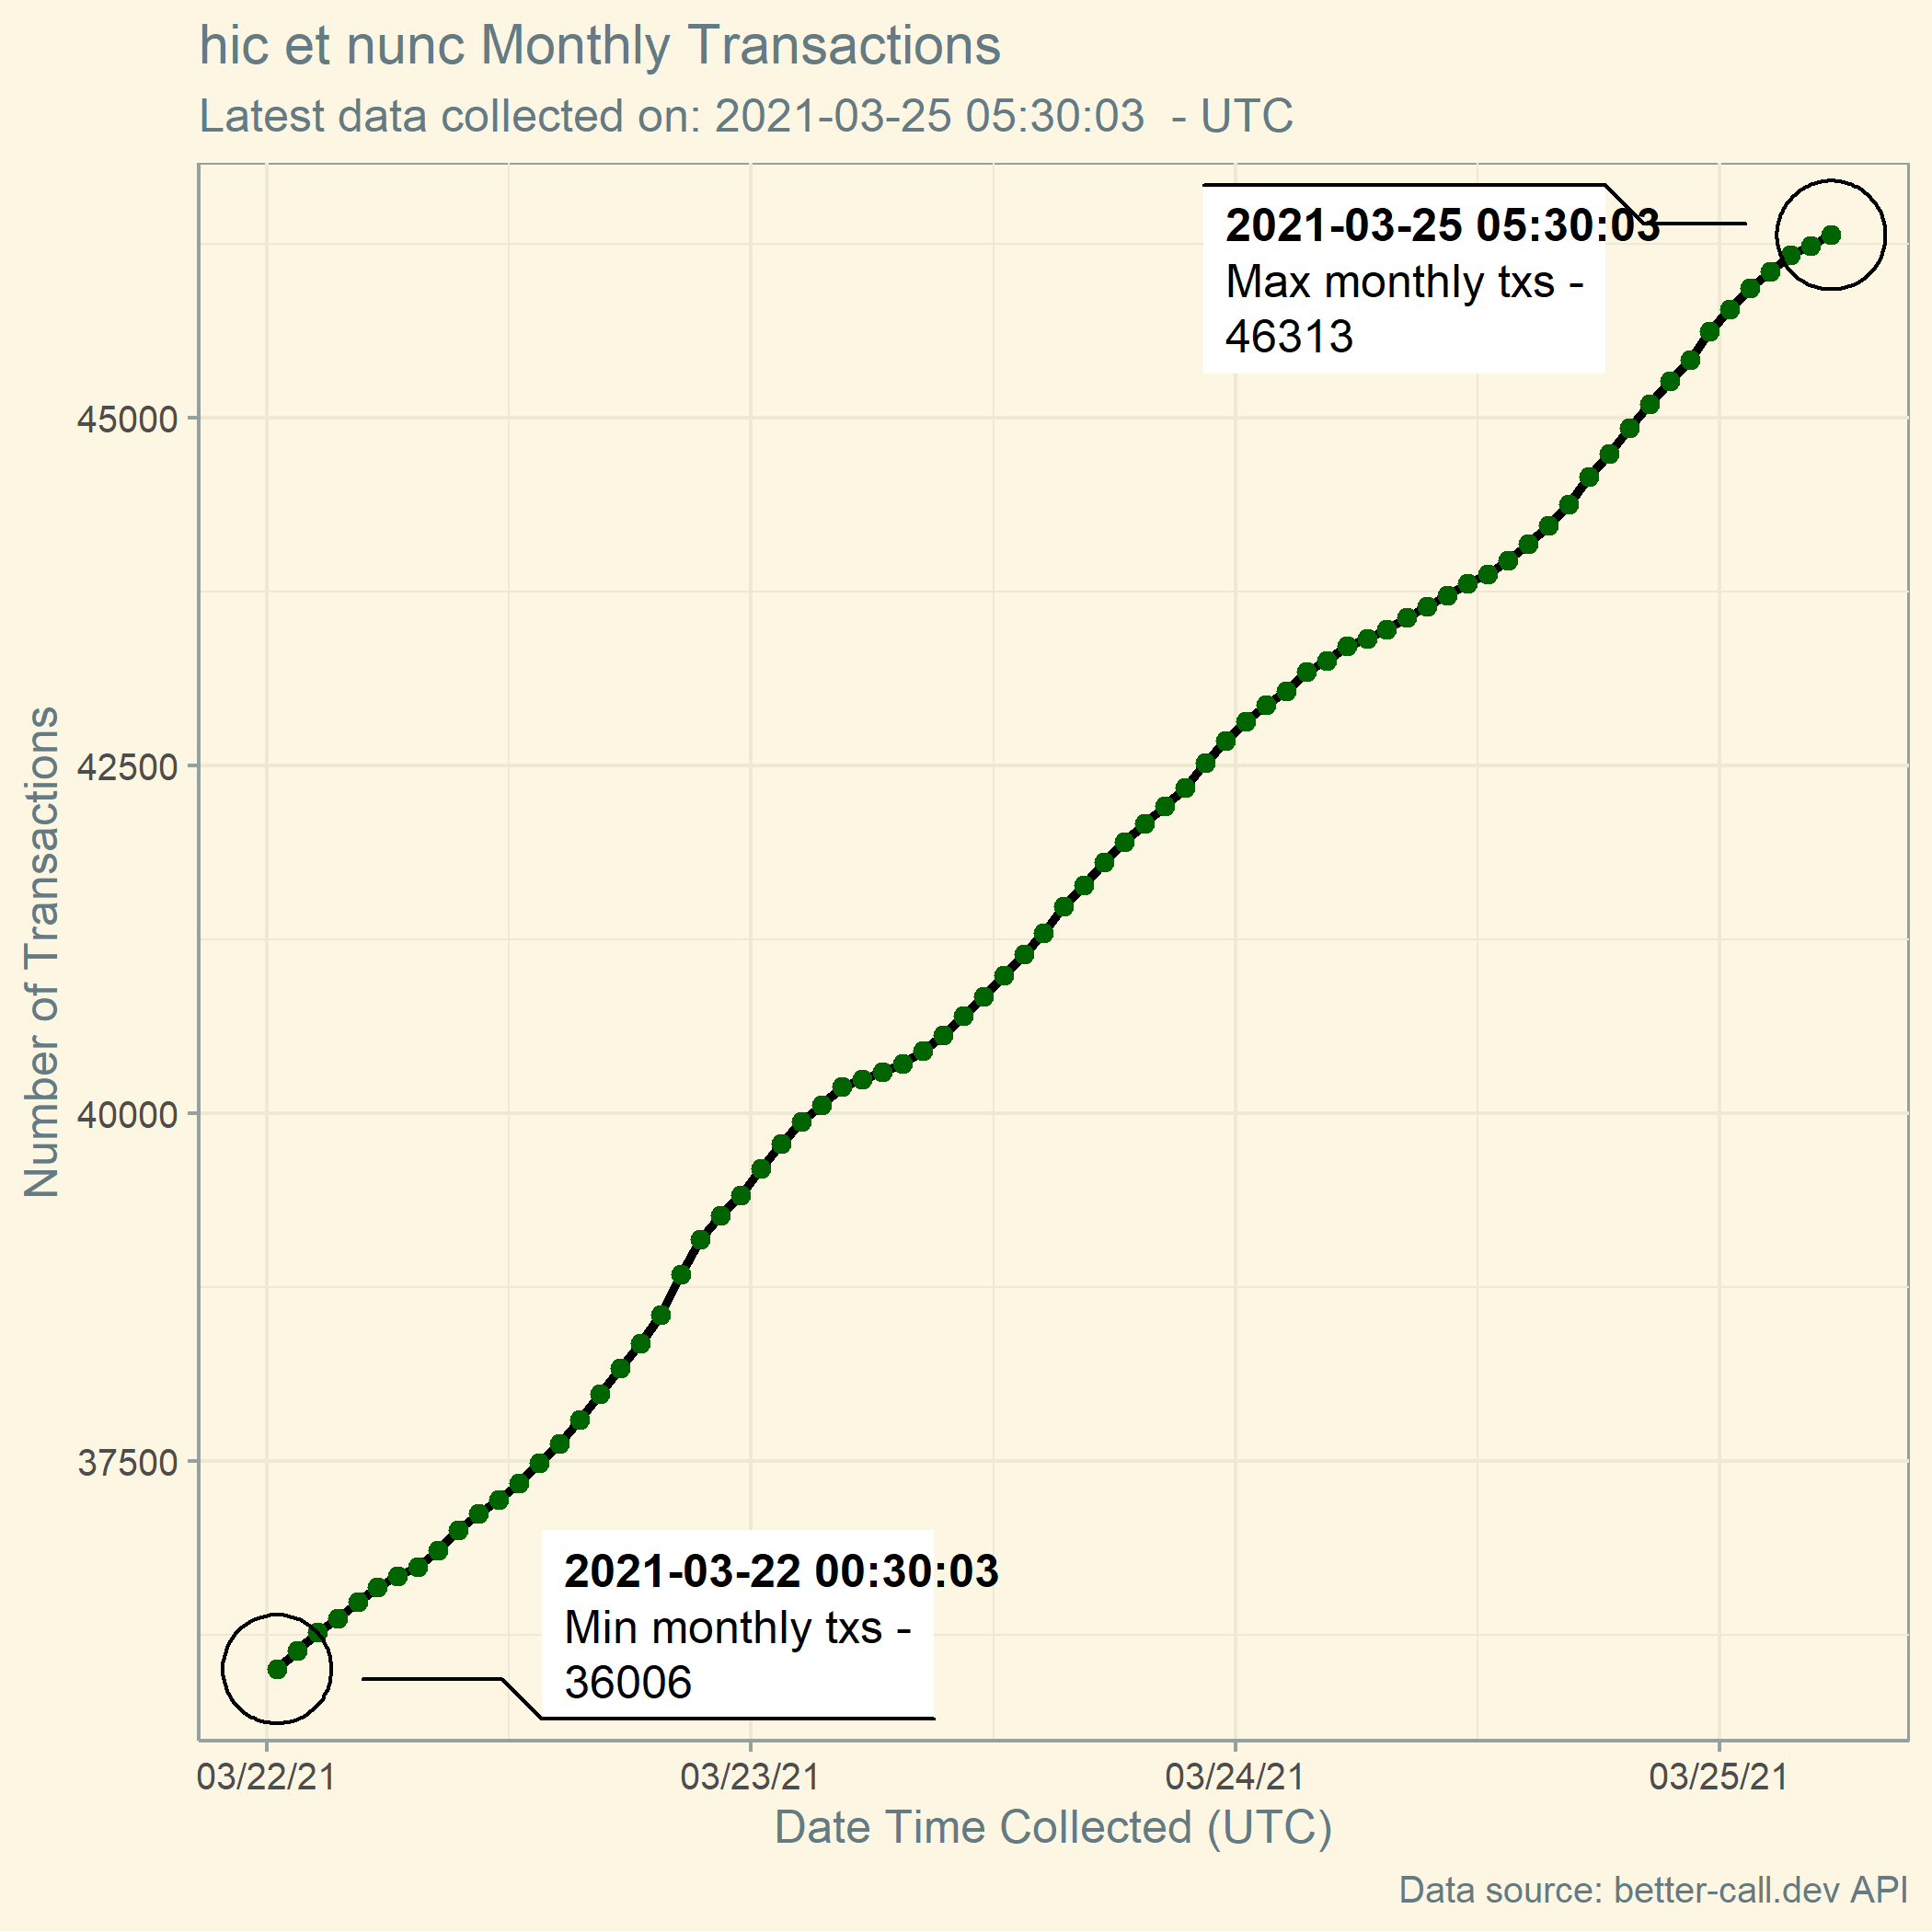 hic et nunc Monthly Transactions
Latest data collected on: 2021-03-25 05:30:03  - UTC
2021-03-25 05:30:03
Max monthly txs -
46313
45000
42500
40000
37500
Number of Transactions
2021-03-22 00:30:03
Min monthly txs -
36006
03/22/21
03/23/21
03/24/21
03/25/21
Date Time Collected (UTC)
Data source: better-call.dev API